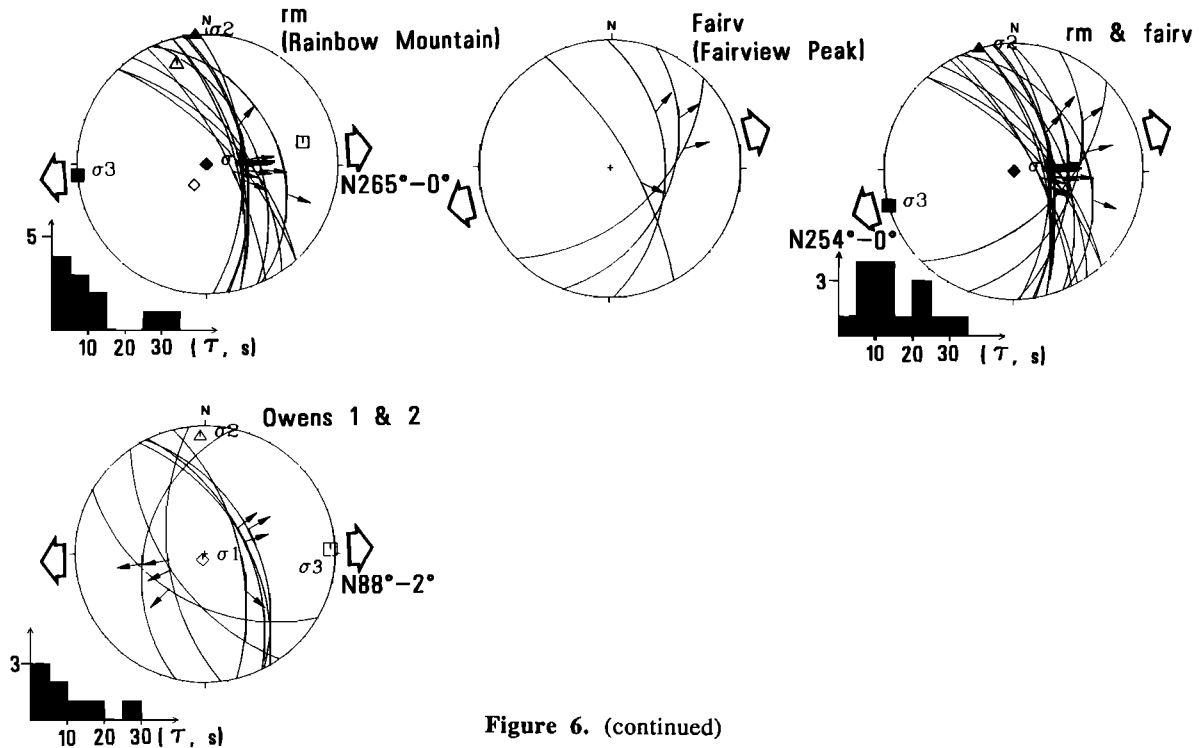 N
σ2
rm
(Rainbow Mountain)
σ3
σ
N265°-0°
5
10 20 30 (τ, s)
N
Fairv
(Fairview Peak)
N
σ2
rm & fairv
σ
σ3
N254°-0°
3
10 20 30 (τ, s)
N
σ2
Owens 1 & 2
σ1
σ3
N88°-2°
3
10 20 30 (τ, s)
Figure 6. (continued)